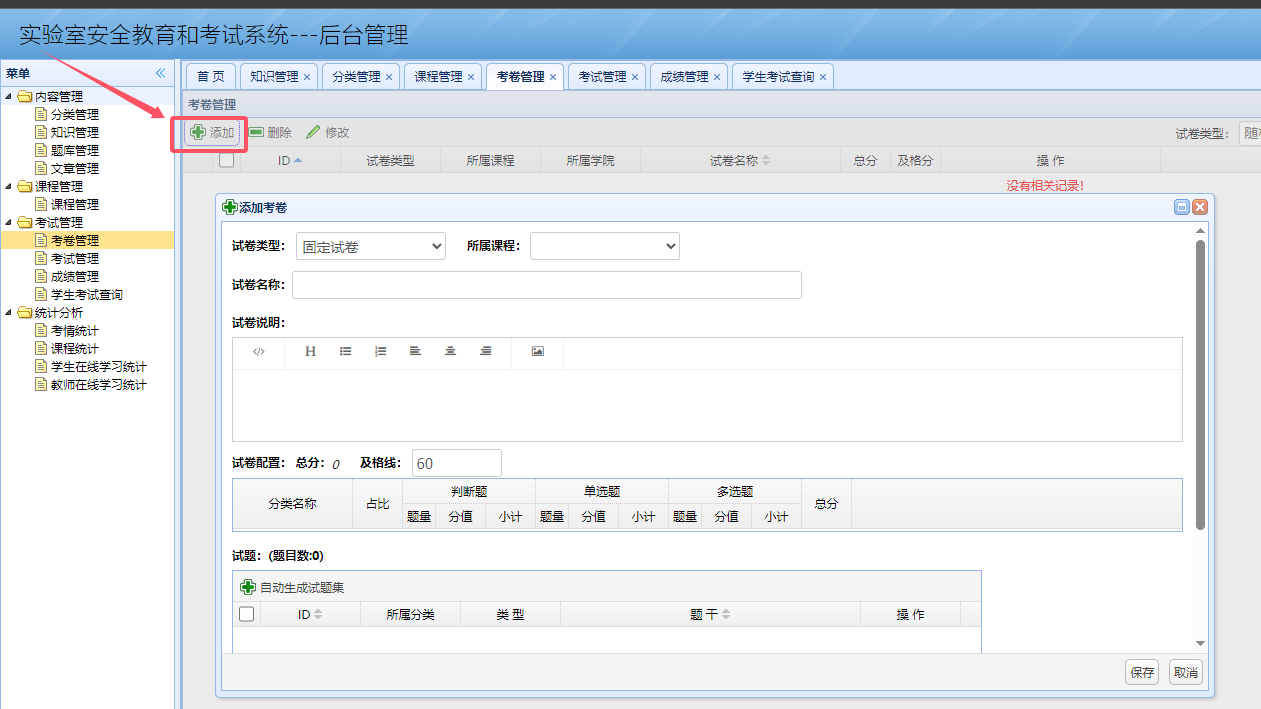 实验室安全教育和考试系统---后台管理
菜单
首 页 知识管理 分类管理 课程管理 考卷管理 考试管理 成绩管理 学生考试查询
内容管理
分类管理
知识管理
题库管理
文章管理
课程管理
课程管理
考试管理
考卷管理
考试管理
成绩管理
学生考试查询
统计分析
考情统计
课程统计
学生在线学习统计
教师在线学习统计
考卷管理
添加 删除 修改 试卷类型:
ID 试卷类型 所属课程 所属学院 试卷名称 总分 及格分 操 作
没有相关记录!
添加考卷
试卷类型: 固定试卷 所属课程:
试卷名称:
试卷说明:
</> H
试卷配置: 总分: 0 及格线: 60
分类名称 占比 判断题 单选题 多选题 总分
题量 分值 小计 题量 分值 小计 题量 分值 小计
试题: (题目数:0)
自动生成试题集
ID 所属分类 类 型 题 干 操 作
保存 取消